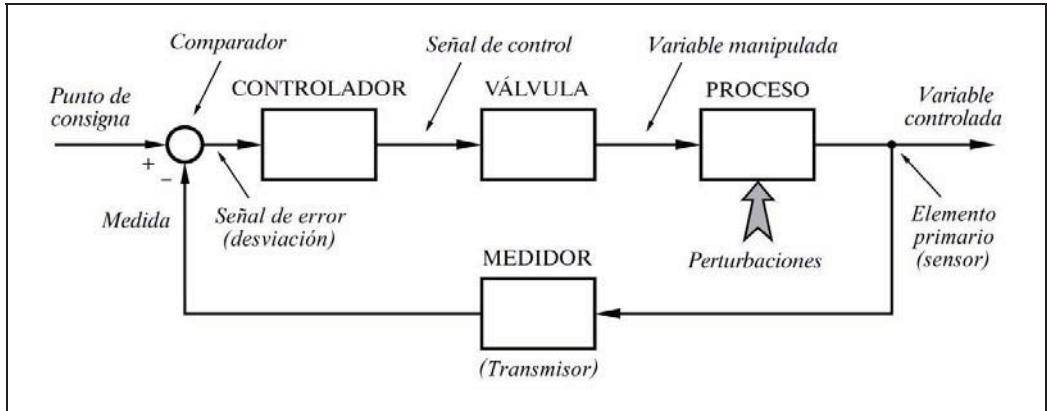 Comparador
Señal de control
Variable manipulada
Punto de
consigna
CONTROLADOR
VÁLVULA
PROCESO
Variable
controlada
+
−
Medida
Señal de error
(desviación)
Perturbaciones
Elemento
primario
(sensor)
MEDIDOR
(Transmisor)